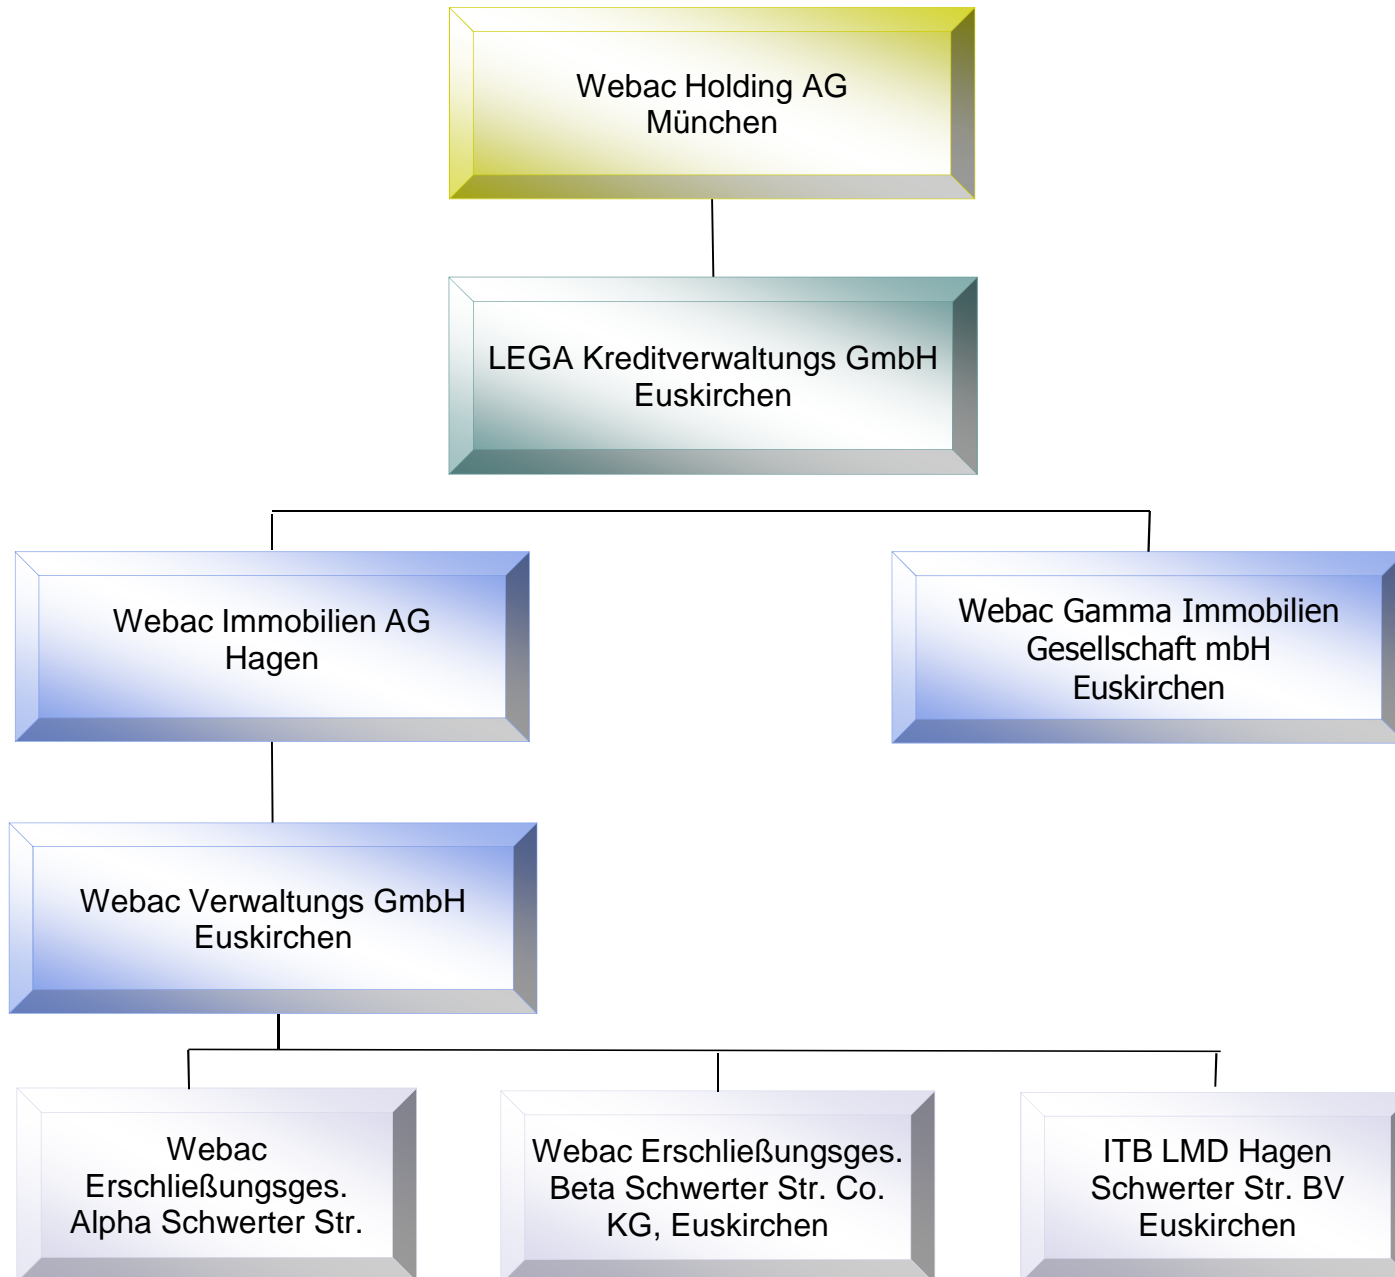 Webac Holding AG
München
LEGA Kreditverwaltungs GmbH
Euskirchen
Webac Immobilien AG
Hagen
Webac Gamma Immobilien
Gesellschaft mbH
Euskirchen
Webac Verwaltungs GmbH
Euskirchen
Webac
Erschließungsges.
Alpha Schwerter Str.
Webac Erschließungsges.
Beta Schwerter Str. Co.
KG, Euskirchen
ITB LMD Hagen
Schwerter Str. BV
Euskirchen